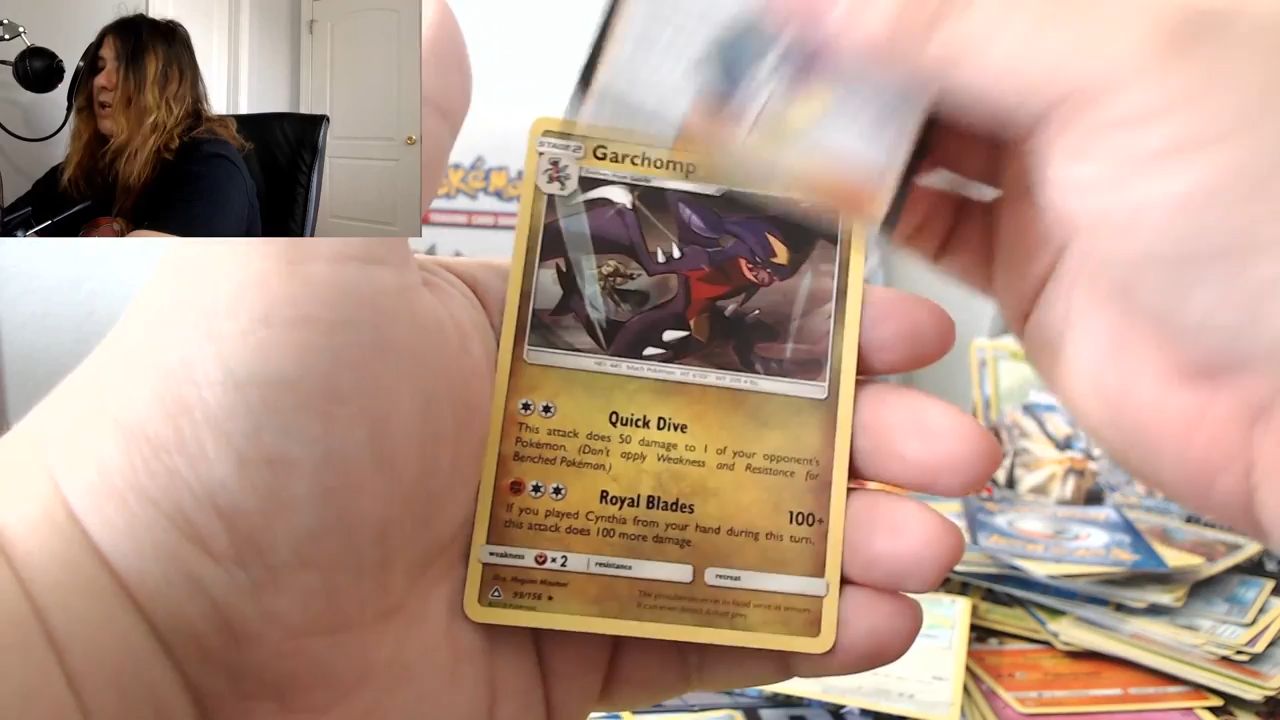 STAGE 2
Garchomp
Quick Dive
This attack does 50 damage to 1 of your opponent's
Pokémon. (Don't apply Weakness and Resistance for
Benched Pokémon.)
Royal Blades 100+
If you played Cynthia from your hand during this turn,
this attack does 100 more damage.
weakness ×2 resistance retreat
99/156